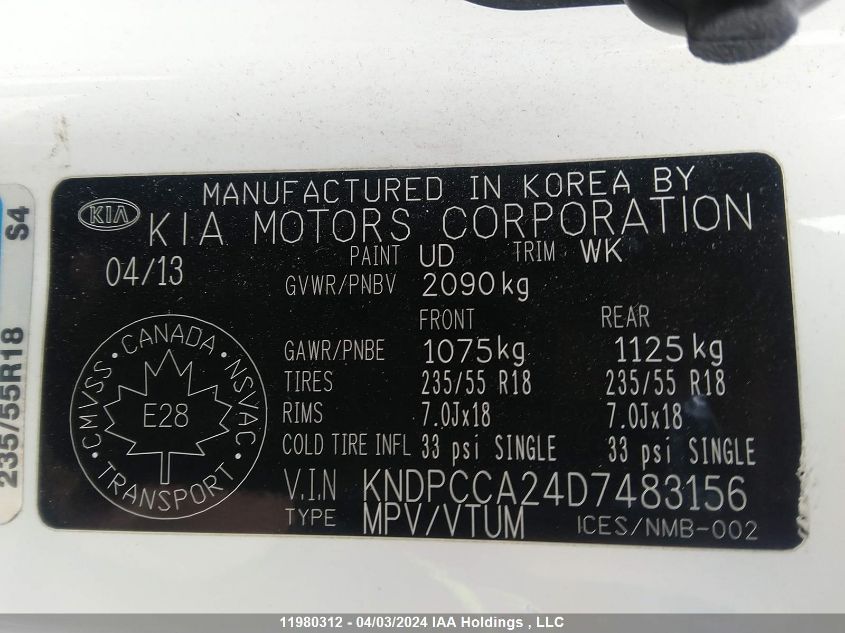 MANUFACTURED IN KOREA BY
KIA KIA MOTORS CORPORATION
04/13 PAINT UD TRIM WK
GVWR/PNBV 2090kg
FRONT REAR
GAWR/PNBE 1075kg 1125kg
TIRES 235/55 R18 235/55 R18
RIMS 7.0Jx18 7.0Jx18
COLD TIRE INFL 33 psi SINGLE 33 psi SINGLE
V.I.N KNDPCCA24D7483156
TYPE MPV/VTUM ICES/NMB-002
CMVSS · CANADA · NSVAC
E28
TRANSPORT
235/55R18 S4
11980312 - 04/03/2024 IAA Holdings , LLC